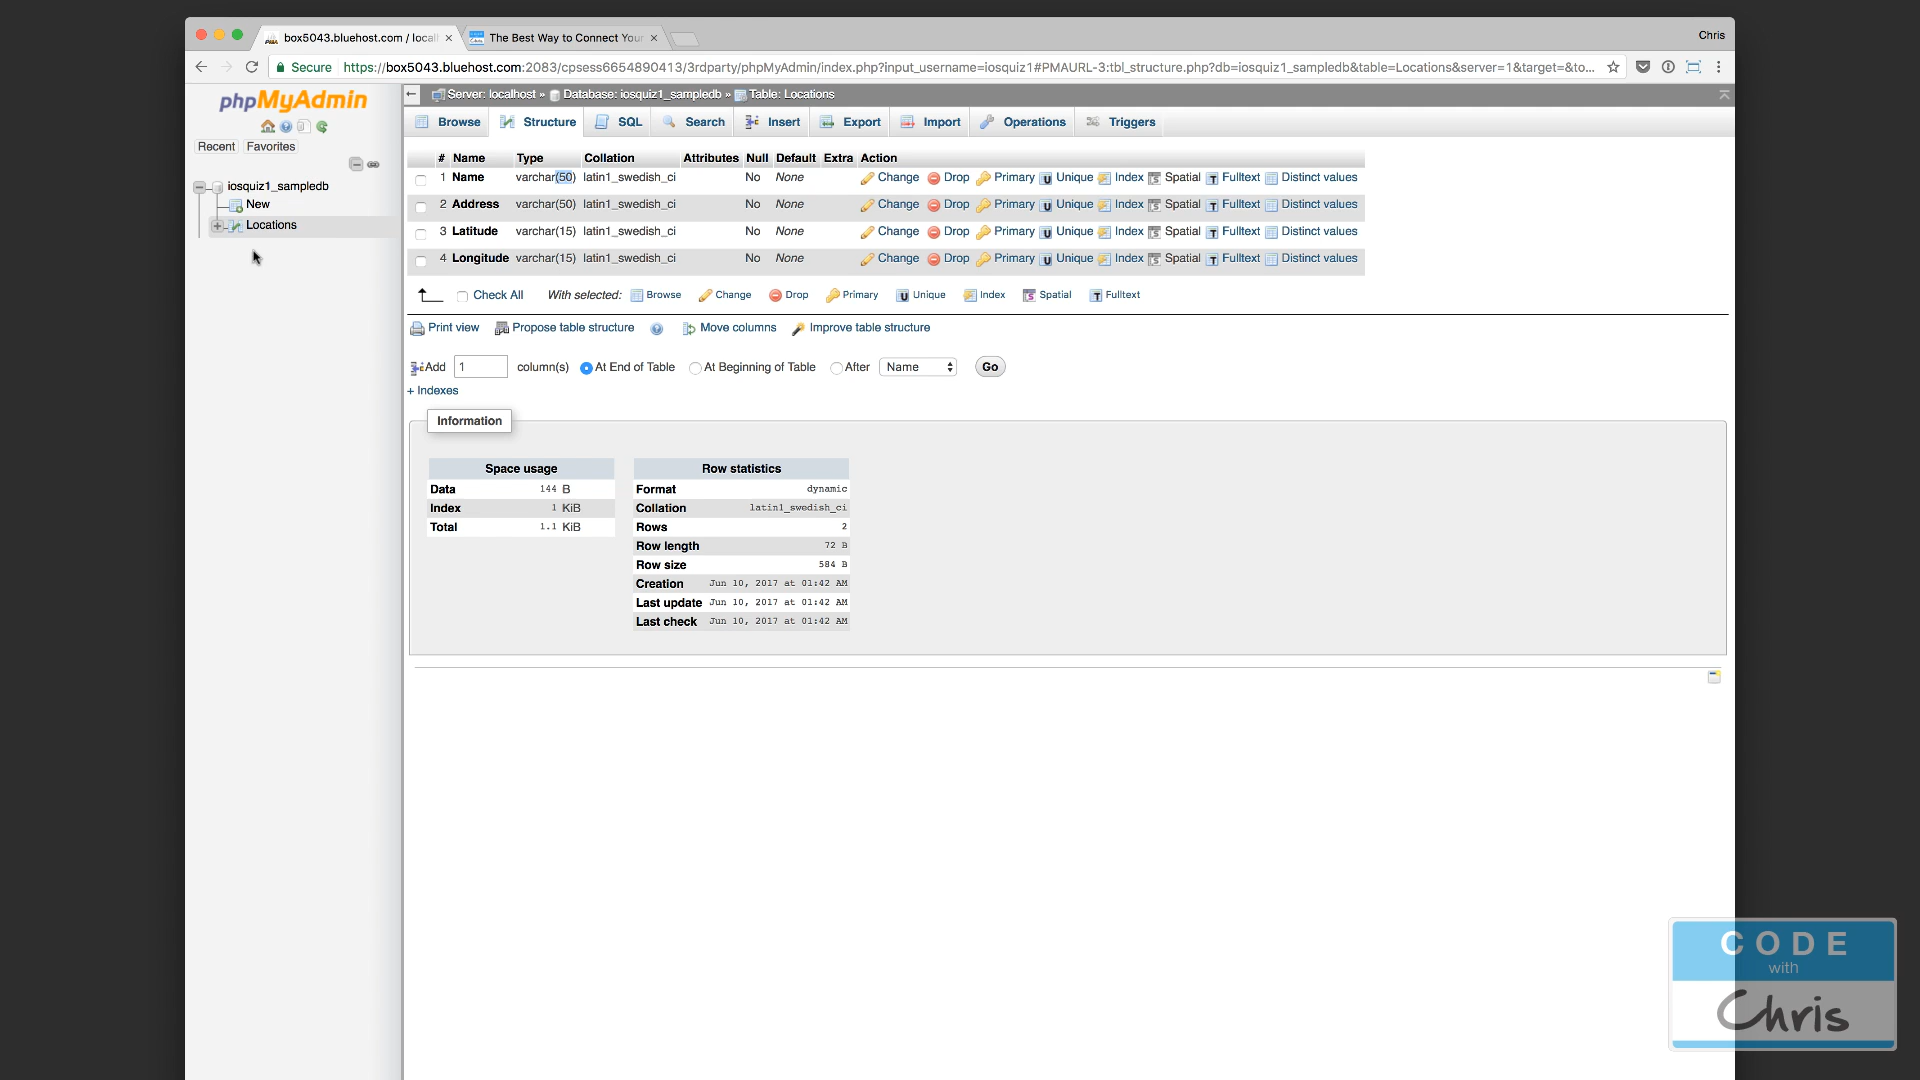 box5043.bluehost.com / local
The Best Way to Connect Your
Chris
Secure https://box5043.bluehost.com:2083/cpsess6654890413/3rdparty/phpMyAdmin/index.php?input_username=iosquiz1#PMAURL-3:tbl_structure.php?db=iosquiz1_sampledb&table=Locations&server=1&target=&to...
phpMyAdmin
Recent Favorites
iosquiz1_sampledb
New
Locations
Server: localhost » Database: iosquiz1_sampledb » Table: Locations
Browse Structure SQL Search Insert Export Import Operations Triggers
# Name Type Collation Attributes Null Default Extra Action
1 Name varchar(50) latin1_swedish_ci No None Change Drop Primary Unique Index Spatial Fulltext Distinct values
2 Address varchar(50) latin1_swedish_ci No None Change Drop Primary Unique Index Spatial Fulltext Distinct values
3 Latitude varchar(15) latin1_swedish_ci No None Change Drop Primary Unique Index Spatial Fulltext Distinct values
4 Longitude varchar(15) latin1_swedish_ci No None Change Drop Primary Unique Index Spatial Fulltext Distinct values
Check All With selected: Browse Change Drop Primary Unique Index Spatial Fulltext
Print view Propose table structure Move columns Improve table structure
Add 1 column(s) At End of Table At Beginning of Table After Name Go
+ Indexes
Information
Space usage
Data 144 B
Index 1 KiB
Total 1.1 KiB
Row statistics
Format dynamic
Collation latin1_swedish_ci
Rows 2
Row length 72 B
Row size 584 B
Creation Jun 10, 2017 at 01:42 AM
Last update Jun 10, 2017 at 01:42 AM
Last check Jun 10, 2017 at 01:42 AM
CODE
with
Chris